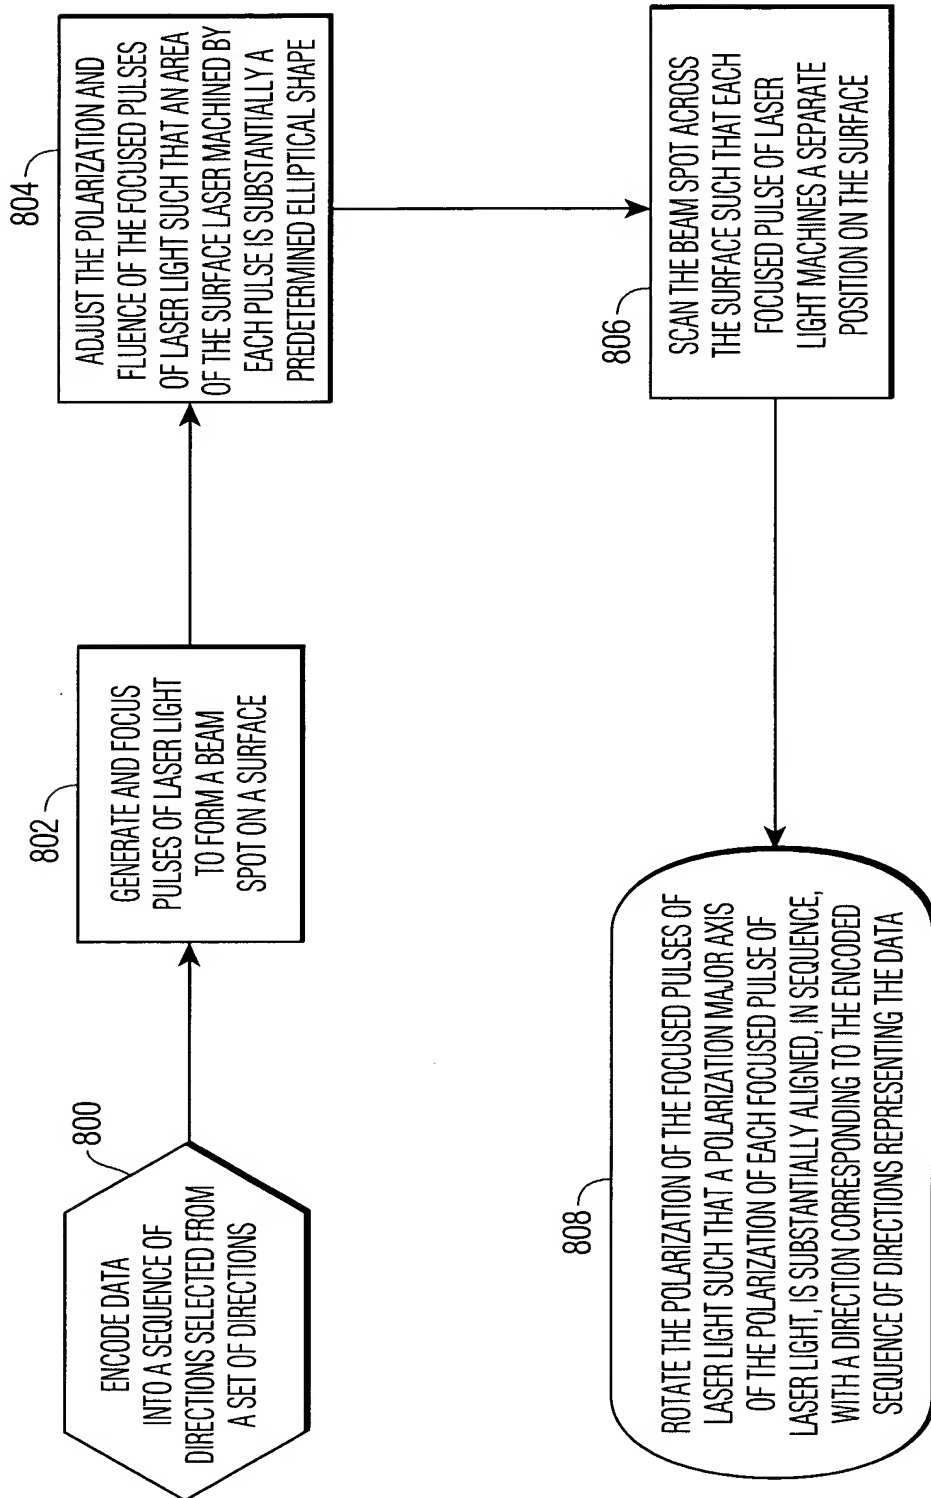 800
ENCODE DATA
INTO A SEQUENCE OF
DIRECTIONS SELECTED FROM
A SET OF DIRECTIONS
802
GENERATE AND FOCUS
PULSES OF LASER LIGHT
TO FORM A BEAM
SPOT ON A SURFACE
804
ADJUST THE POLARIZATION AND
FLUENCE OF THE FOCUSED PULSES
OF LASER LIGHT SUCH THAT AN AREA
OF THE SURFACE LASER MACHINED BY
EACH PULSE IS SUBSTANTIALLY A
PREDETERMINED ELLIPTICAL SHAPE
806
SCAN THE BEAM SPOT ACROSS
THE SURFACE SUCH THAT EACH
FOCUSED PULSE OF LASER
LIGHT MACHINES A SEPARATE
POSITION ON THE SURFACE
808
ROTATE THE POLARIZATION OF THE FOCUSED PULSES OF
LASER LIGHT SUCH THAT A POLARIZATION MAJOR AXIS
OF THE POLARIZATION OF EACH FOCUSED PULSE OF
LASER LIGHT, IS SUBSTANTIALLY ALIGNED, IN SEQUENCE,
WITH A DIRECTION CORRESPONDING TO THE ENCODED
SEQUENCE OF DIRECTIONS REPRESENTING THE DATA